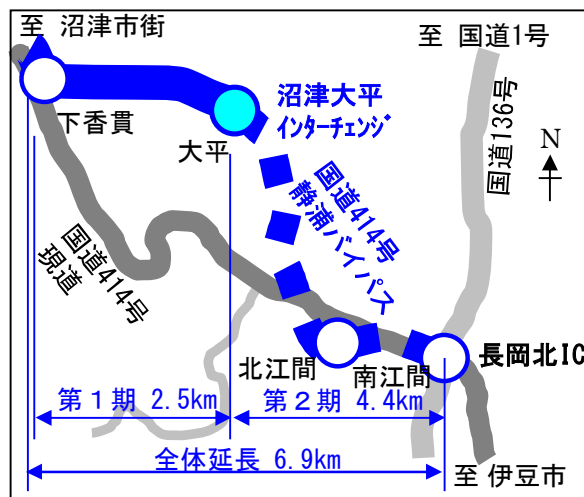 至 沼津市街
至 国道1号
下香貫
沼津大平
インターチェンジ
大平
国道136号
N
国道414号
静浦バイパス
国道414号
現道
北江間
南江間
長岡北IC
第1期 2.5km
第2期 4.4km
全体延長 6.9km
至 伊豆市